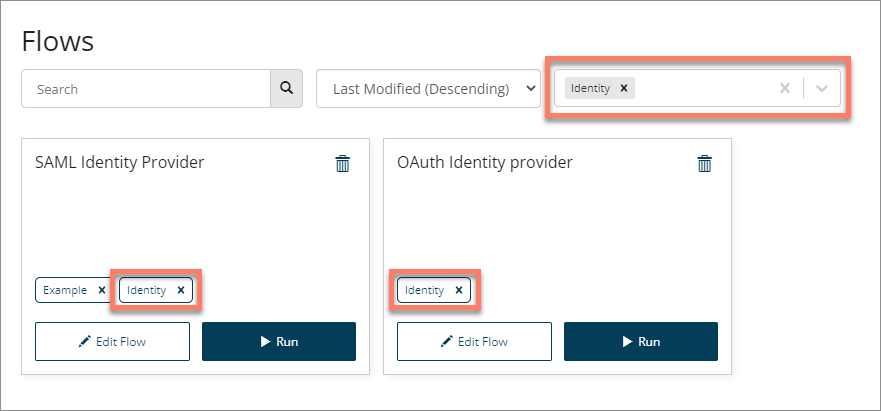 Flows
Search
Last Modified (Descending)
Identity
SAML Identity Provider
Example
Identity
Edit Flow
Run
OAuth Identity provider
Identity
Edit Flow
Run